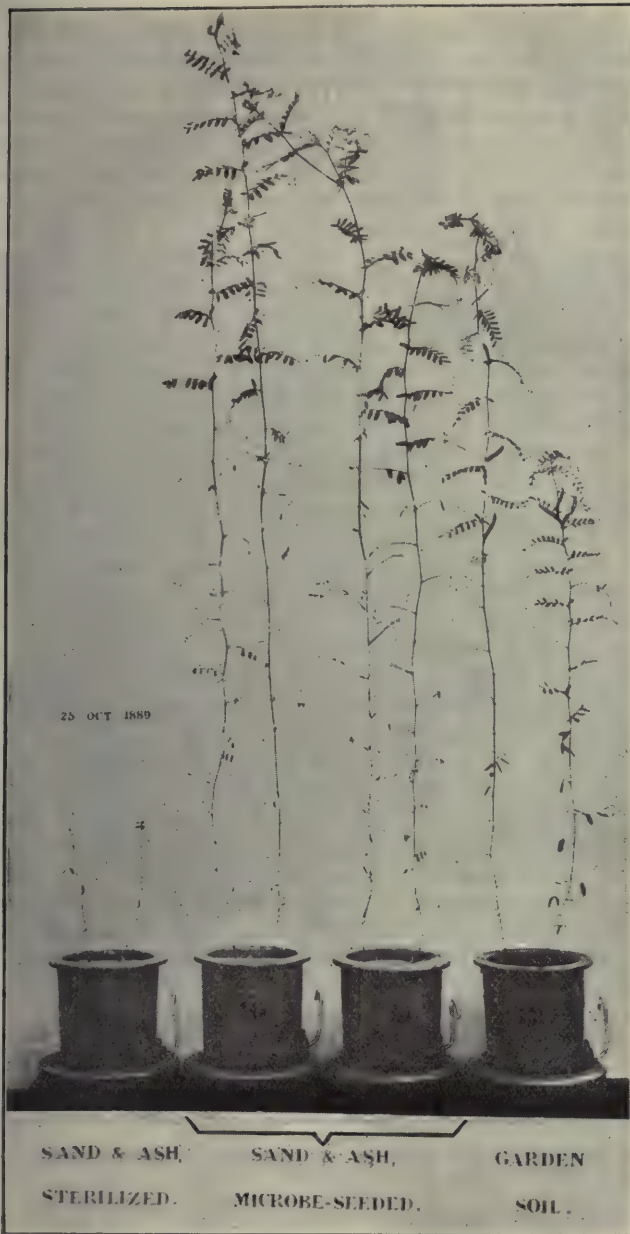 25 OCT 1889
SAND & ASH,
STERILIZED.
SAND & ASH,
MICROBE-SEEDED.
GARDEN
SOIL.